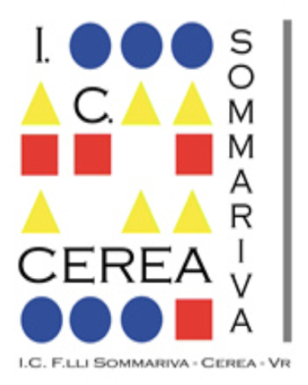 I.
C.
CEREA
SOMMARIVA
I.C. F.LLI SOMMARIVA - CEREA - VR